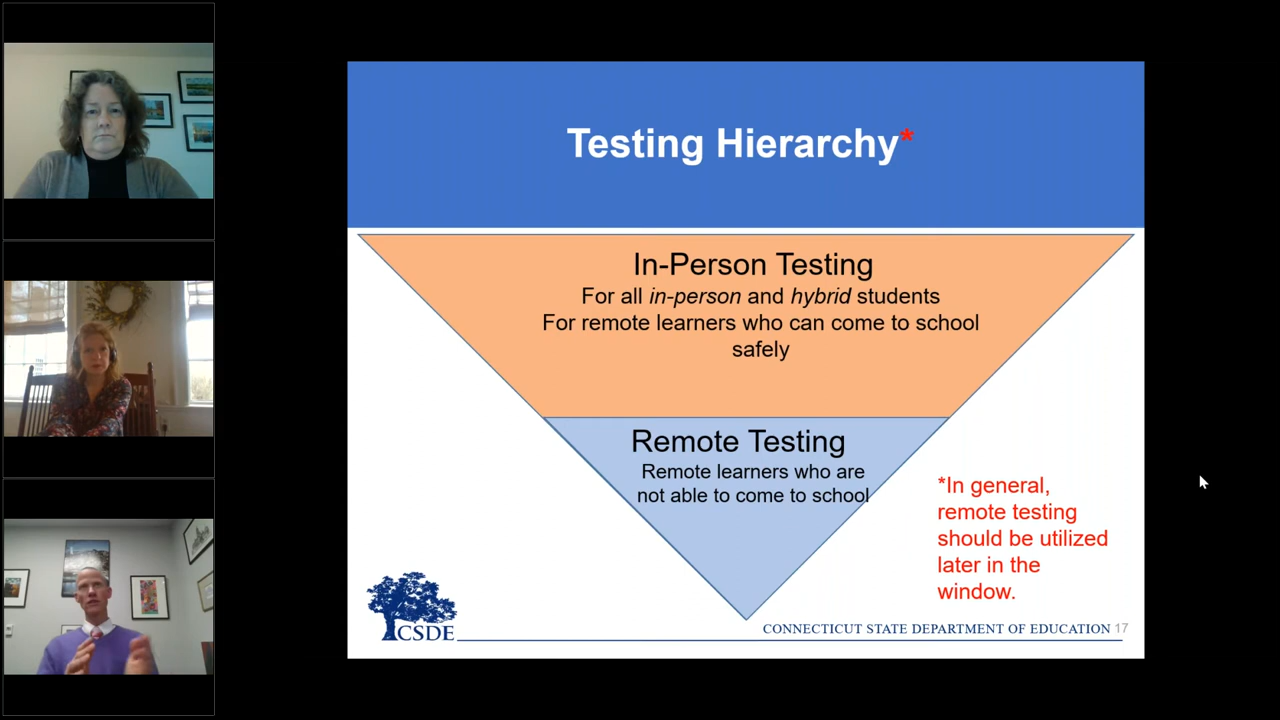 Testing Hierarchy*
In-Person Testing
For all in-person and hybrid students
For remote learners who can come to school
safely
Remote Testing
Remote learners who are
not able to come to school
*In general,
remote testing
should be utilized
later in the
window.
CSDE
CONNECTICUT STATE DEPARTMENT OF EDUCATION 17